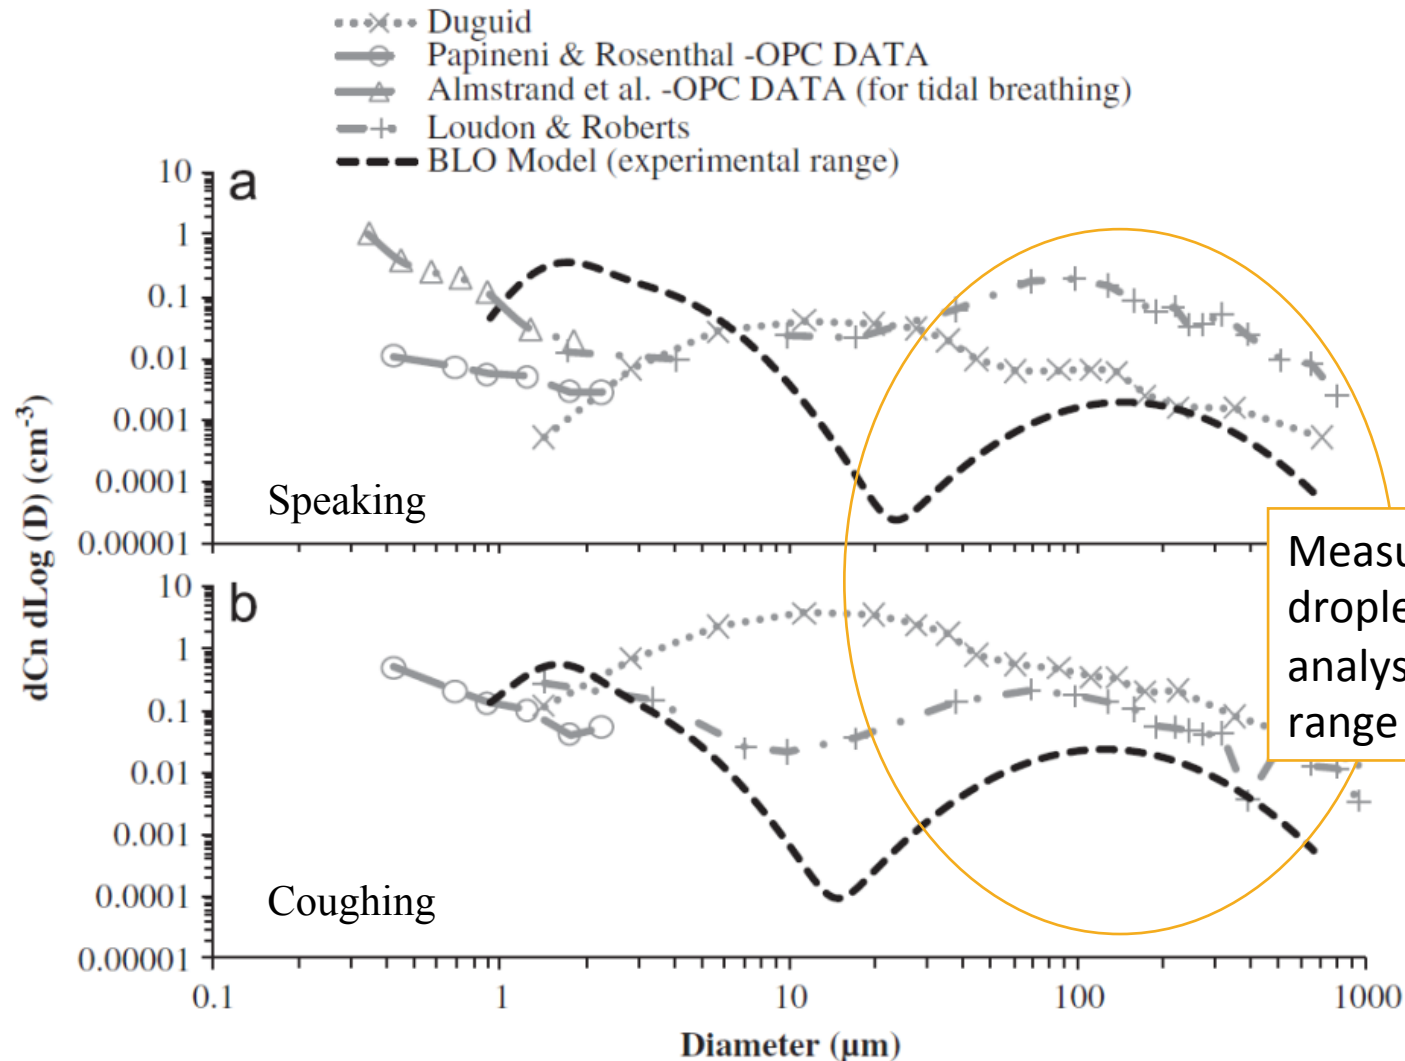 Duguid
Papineni & Rosenthal -OPC DATA
Almstrand et al. -OPC DATA (for tidal breathing)
Loudon & Roberts
BLO Model (experimental range)
a
10
1
0.1
0.01
0.001
0.0001
0.00001
Speaking
dCn dLog (D) (cm-3)
b
10
1
0.1
0.01
0.001
0.0001
0.00001
Coughing
analys
range
0.1
1
10
100
1000
Diameter (µm)